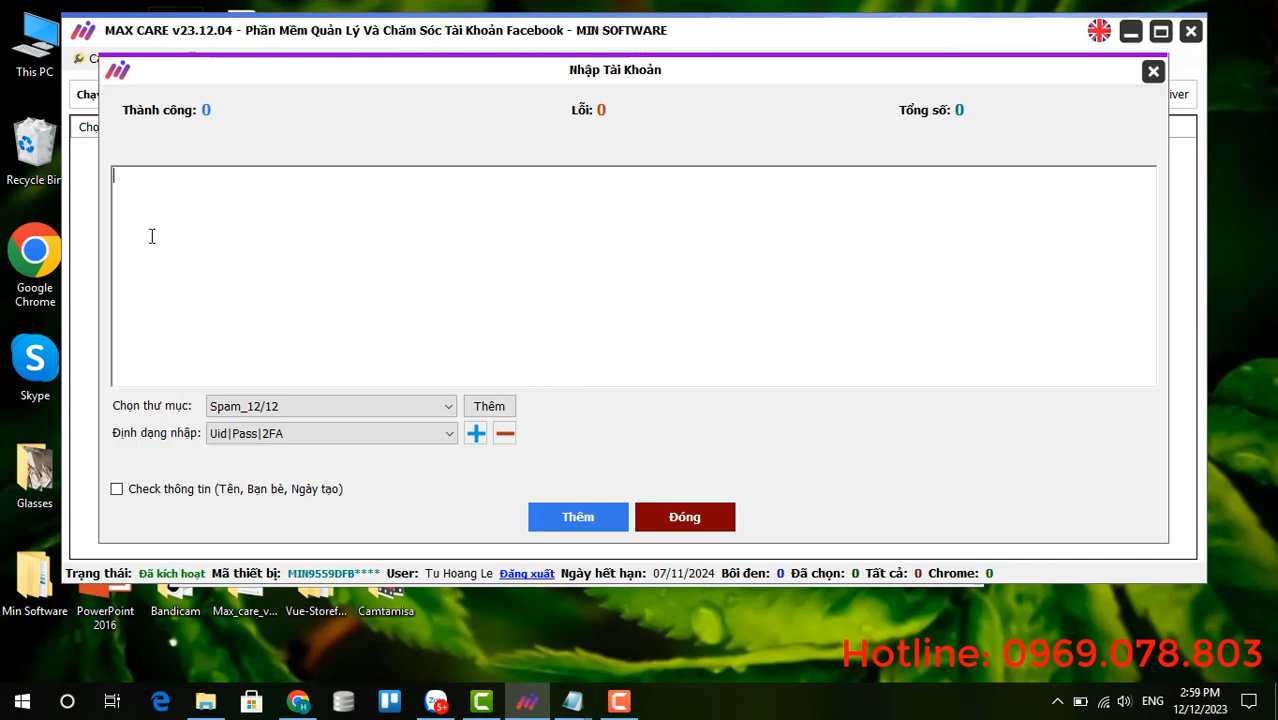 This PC
Recycle Bin
Google
Chrome
Skype
Glasses
Min Software
PowerPoint
2016
Bandicam
Max_care_v...
Vue-Storef...
Camtamisa
MAX CARE v23.12.04 - Phần Mềm Quản Lý Và Chăm Sóc Tài Khoản Facebook - MIN SOFTWARE
Nhập Tài Khoản
Thành công: 0
Lỗi: 0
Tổng số: 0
Chọn thư mục:
Spam_12/12
Thêm
Định dạng nhập:
Uid|Pass|2FA
Check thông tin (Tên, Bạn bè, Ngày tạo)
Thêm
Đóng
Trạng thái: Đã kích hoạt Mã thiết bị: MIN9559DFB**** User: Tu Hoang Le Đăng xuất Ngày hết hạn: 07/11/2024 Bôi đen: 0 Đã chọn: 0 Tất cả: 0 Chrome: 0
Hotline: 0969.078.803
5+
ENG
2:59 PM
12/12/2023